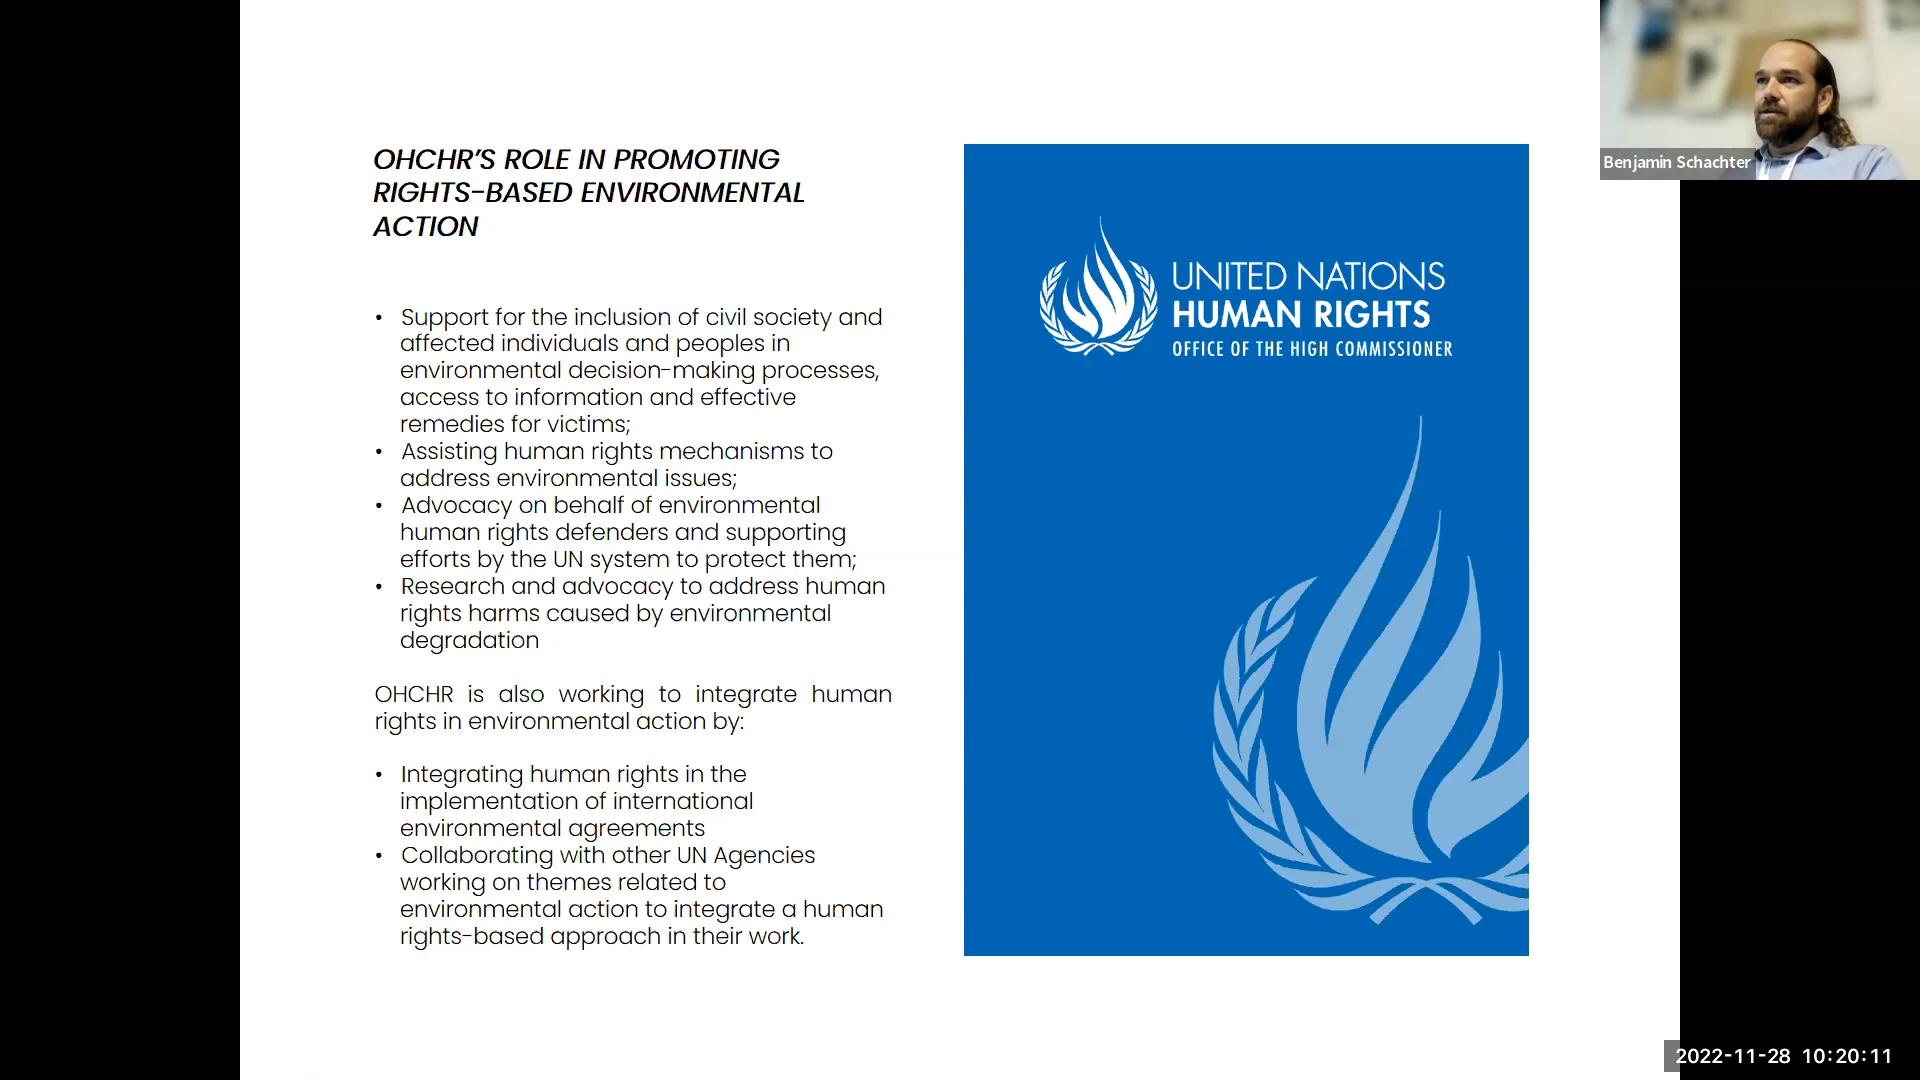 OHCHR'S ROLE IN PROMOTING
RIGHTS-BASED ENVIRONMENTAL
ACTION
• Support for the inclusion of civil society and
affected individuals and peoples in
environmental decision-making processes,
access to information and effective
remedies for victims;
• Assisting human rights mechanisms to
address environmental issues;
• Advocacy on behalf of environmental
human rights defenders and supporting
efforts by the UN system to protect them;
• Research and advocacy to address human
rights harms caused by environmental
degradation
OHCHR is also working to integrate human
rights in environmental action by:
• Integrating human rights in the
implementation of international
environmental agreements
• Collaborating with other UN Agencies
working on themes related to
environmental action to integrate a human
rights-based approach in their work.
UNITED NATIONS
HUMAN RIGHTS
OFFICE OF THE HIGH COMMISSIONER
Benjamin Schachter
2022-11-28 10:20:11